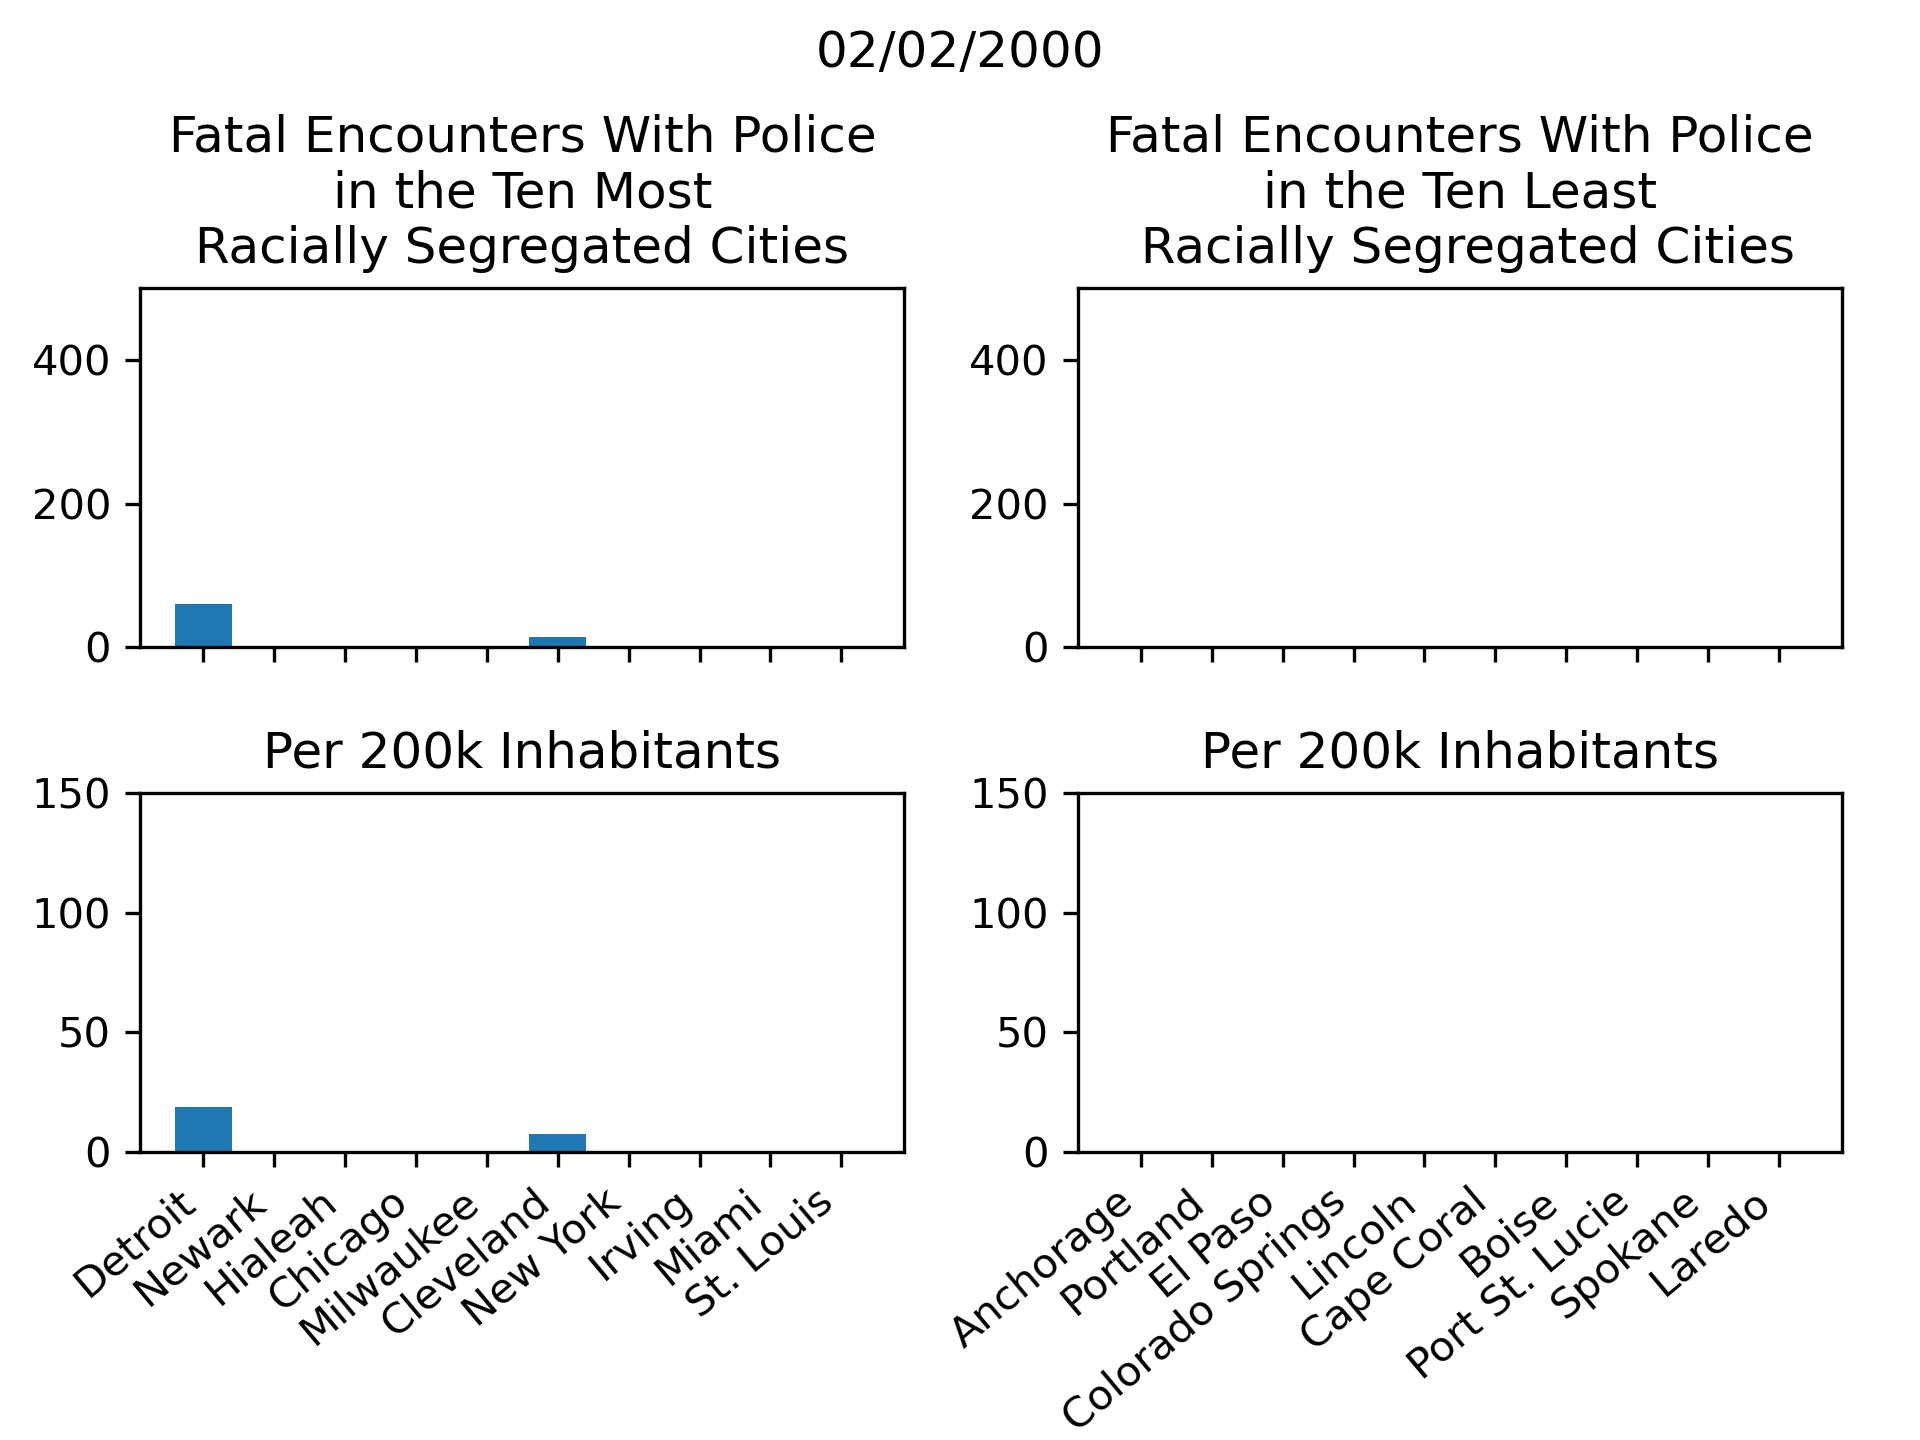 02/02/2000
Fatal Encounters With Police
in the Ten Most
Racially Segregated Cities
400
200
0
Fatal Encounters With Police
in the Ten Least
Racially Segregated Cities
400
200
0
Per 200k Inhabitants
150
100
50
0
Detroit
Newark
Hialeah
Chicago
Milwaukee
Cleveland
New York
Irving
Miami
St. Louis
Per 200k Inhabitants
150
100
50
0
Anchorage
Portland
El Paso
Colorado Springs
Lincoln
Cape Coral
Boise
Port St. Lucie
Spokane
Laredo